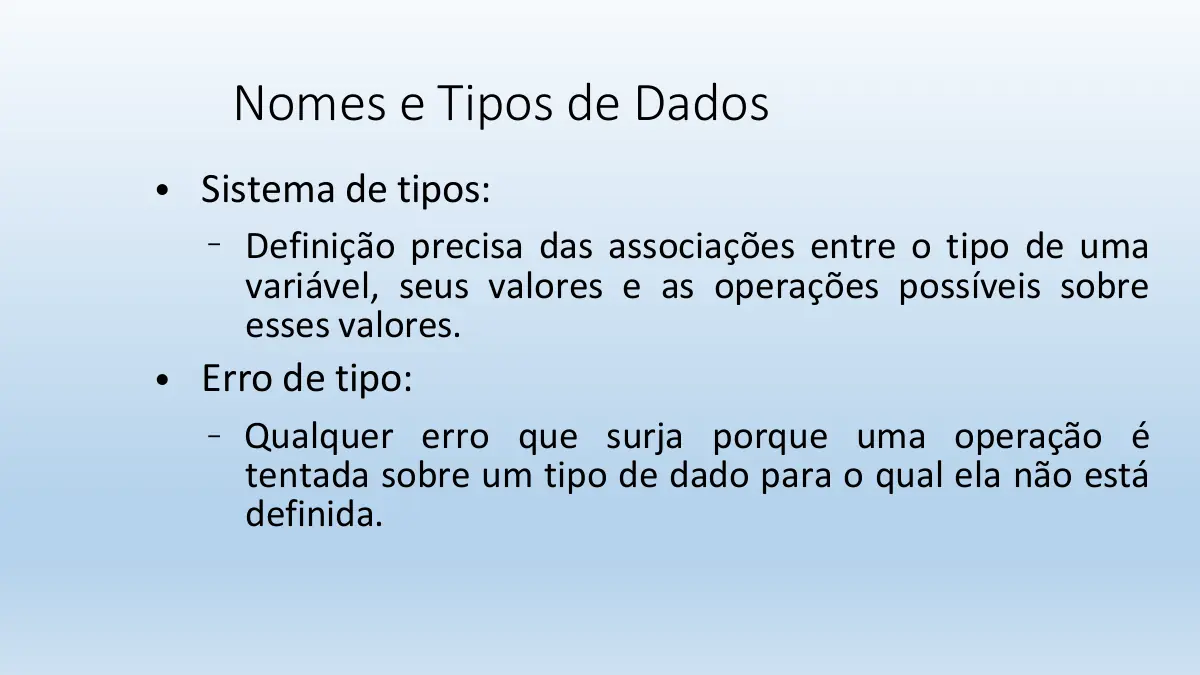 Nomes e Tipos de Dados
• Sistema de tipos:
– Definição precisa das associações entre o tipo de uma
variável, seus valores e as operações possíveis sobre
esses valores.
• Erro de tipo:
– Qualquer erro que surja porque uma operação é
tentada sobre um tipo de dado para o qual ela não está
definida.